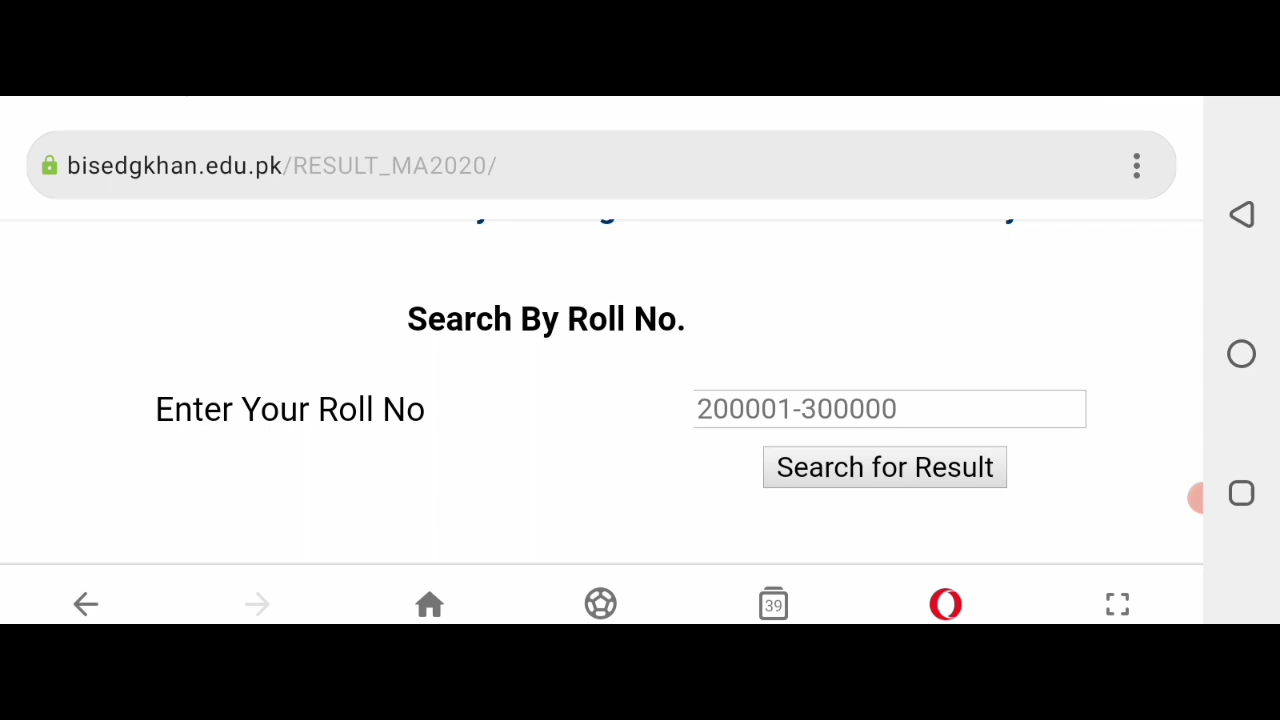 bisedgkhan.edu.pk/RESULT_MA2020/
Search By Roll No.
Enter Your Roll No
200001-300000
Search for Result
39